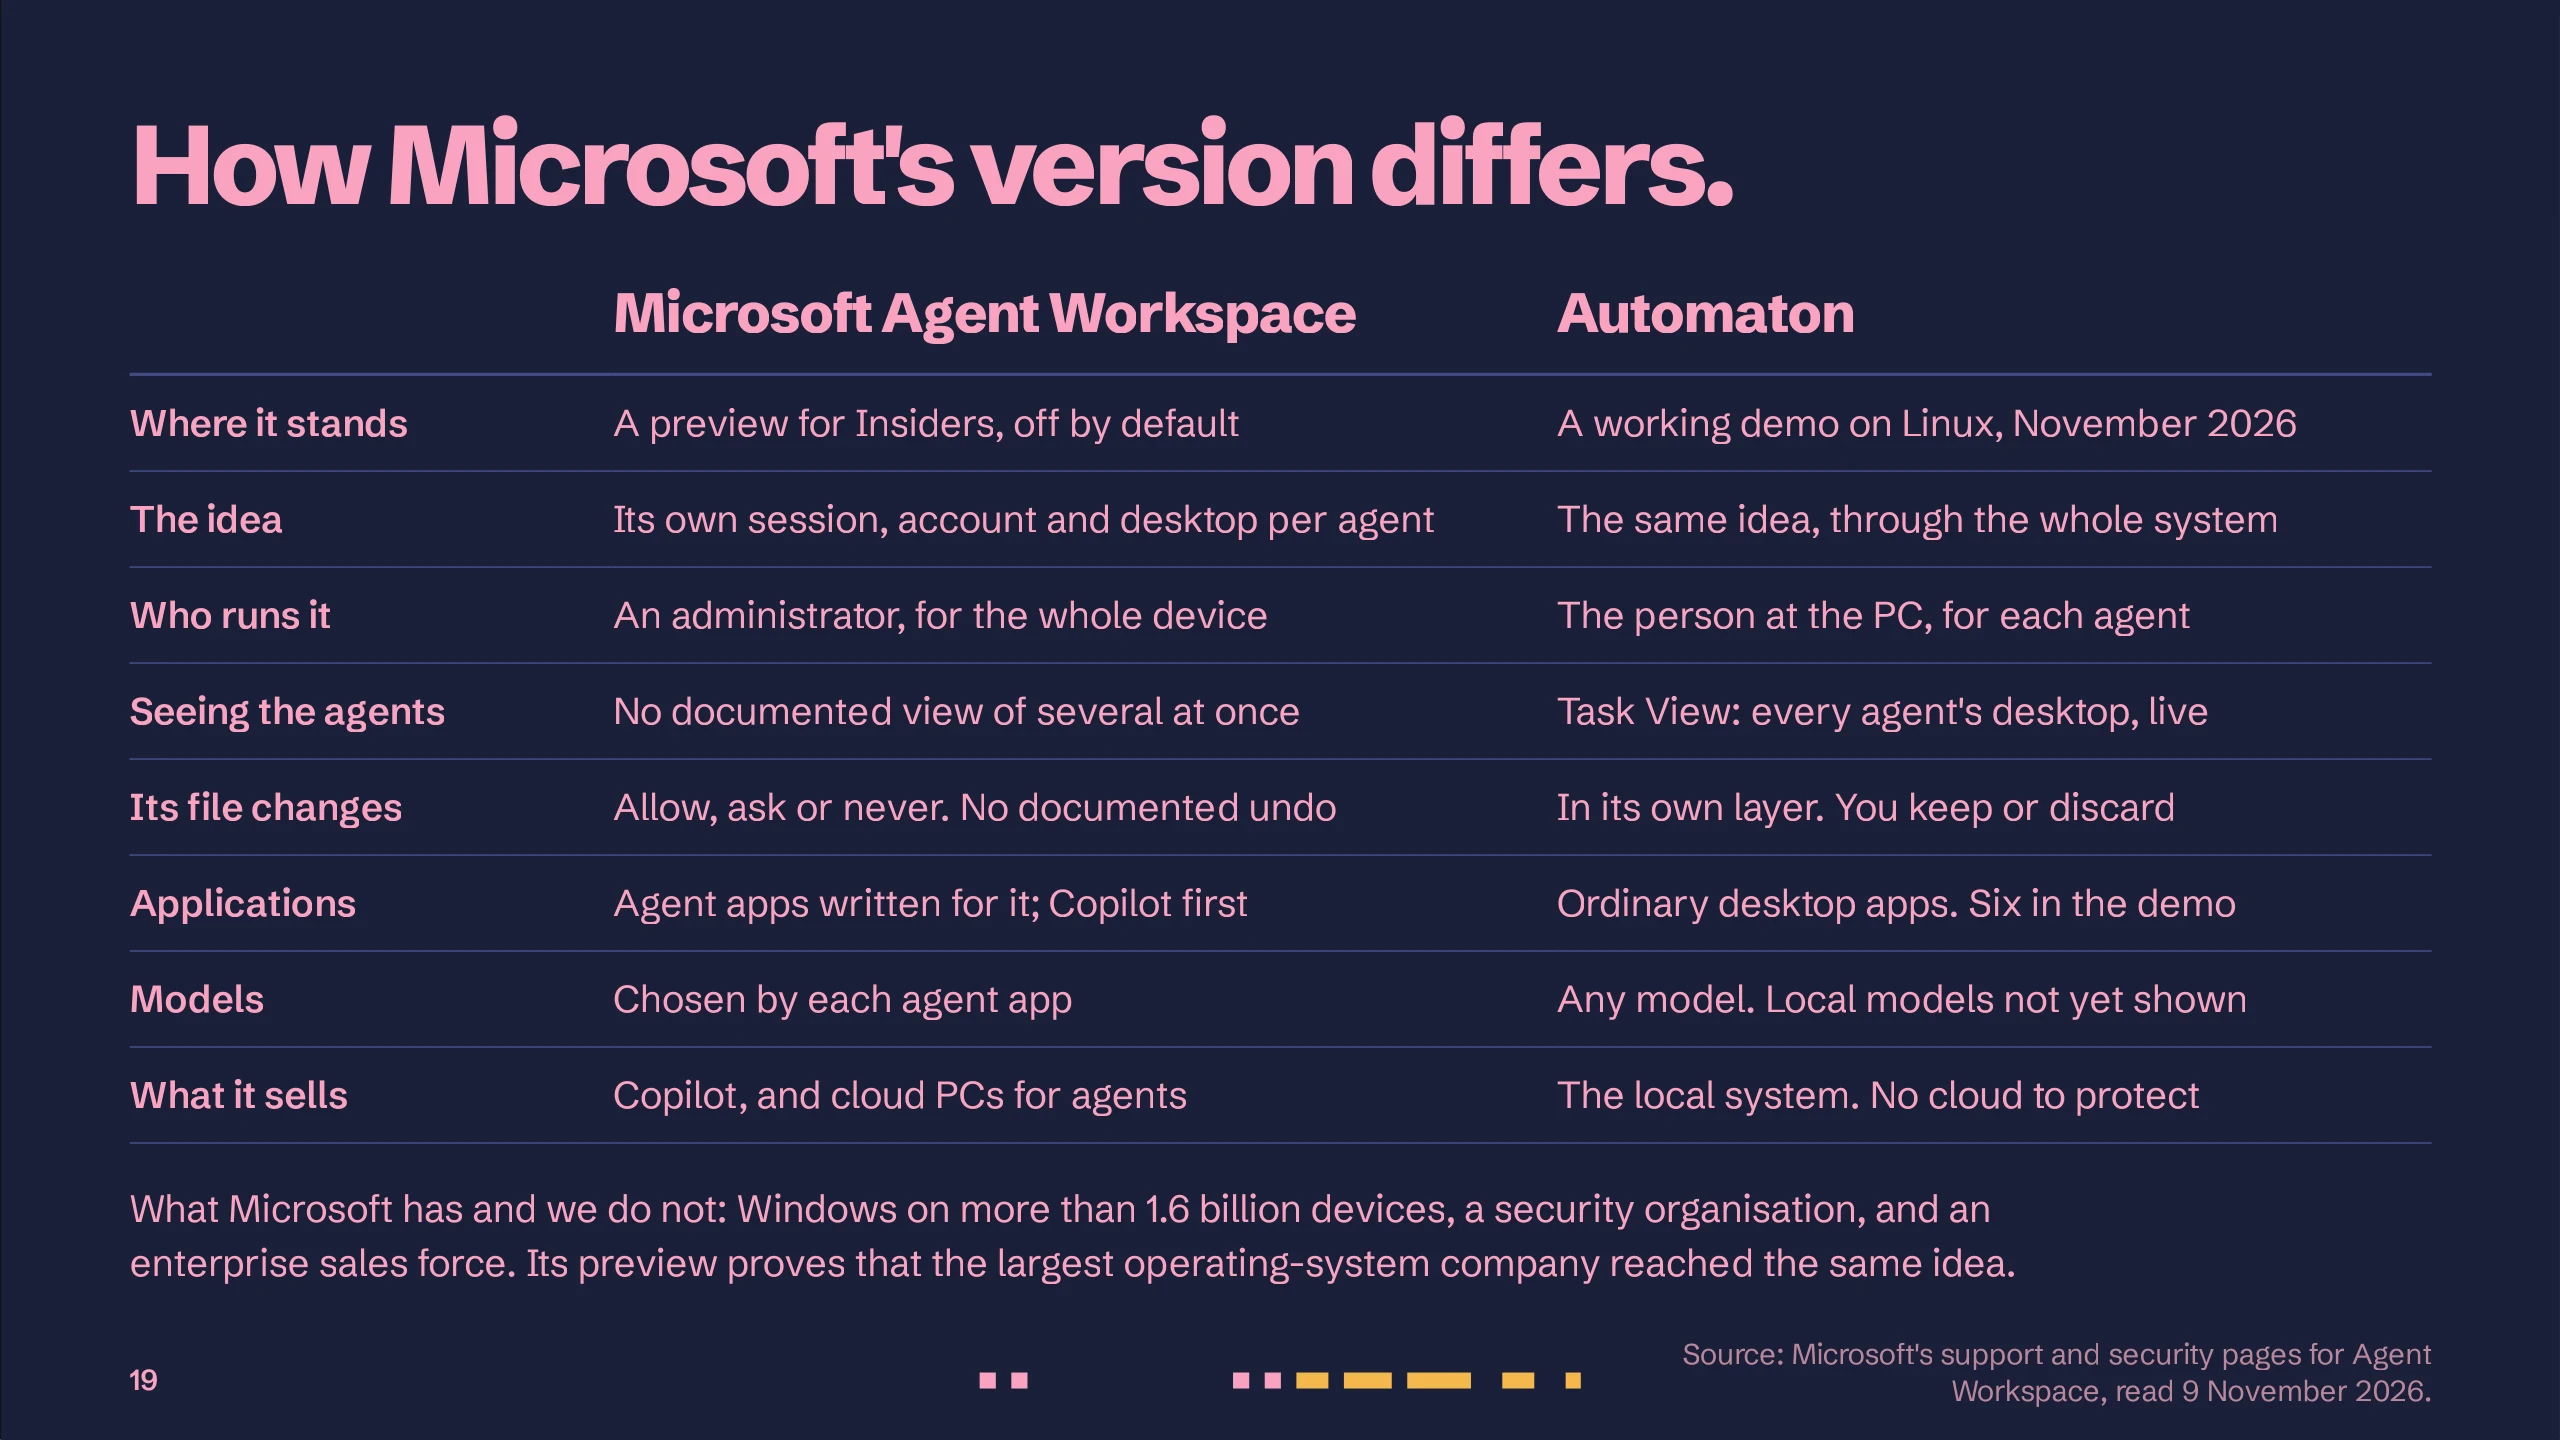 How Microsoft's version differs.
Microsoft Agent Workspace Automaton
Where it stands A preview for Insiders, off by default A working demo on Linux, November 2026
The idea Its own session, account and desktop per agent The same idea, through the whole system
Who runs it An administrator, for the whole device The person at the PC, for each agent
Seeing the agents No documented view of several at once Task View: every agent's desktop, live
Its file changes Allow, ask or never. No documented undo In its own layer. You keep or discard
Applications Agent apps written for it; Copilot first Ordinary desktop apps. Six in the demo
Models Chosen by each agent app Any model. Local models not yet shown
What it sells Copilot, and cloud PCs for agents The local system. No cloud to protect
What Microsoft has and we do not: Windows on more than 1.6 billion devices, a security organisation, and an
enterprise sales force. Its preview proves that the largest operating-system company reached the same idea.
19
Source: Microsoft's support and security pages for Agent
Workspace, read 9 November 2026.